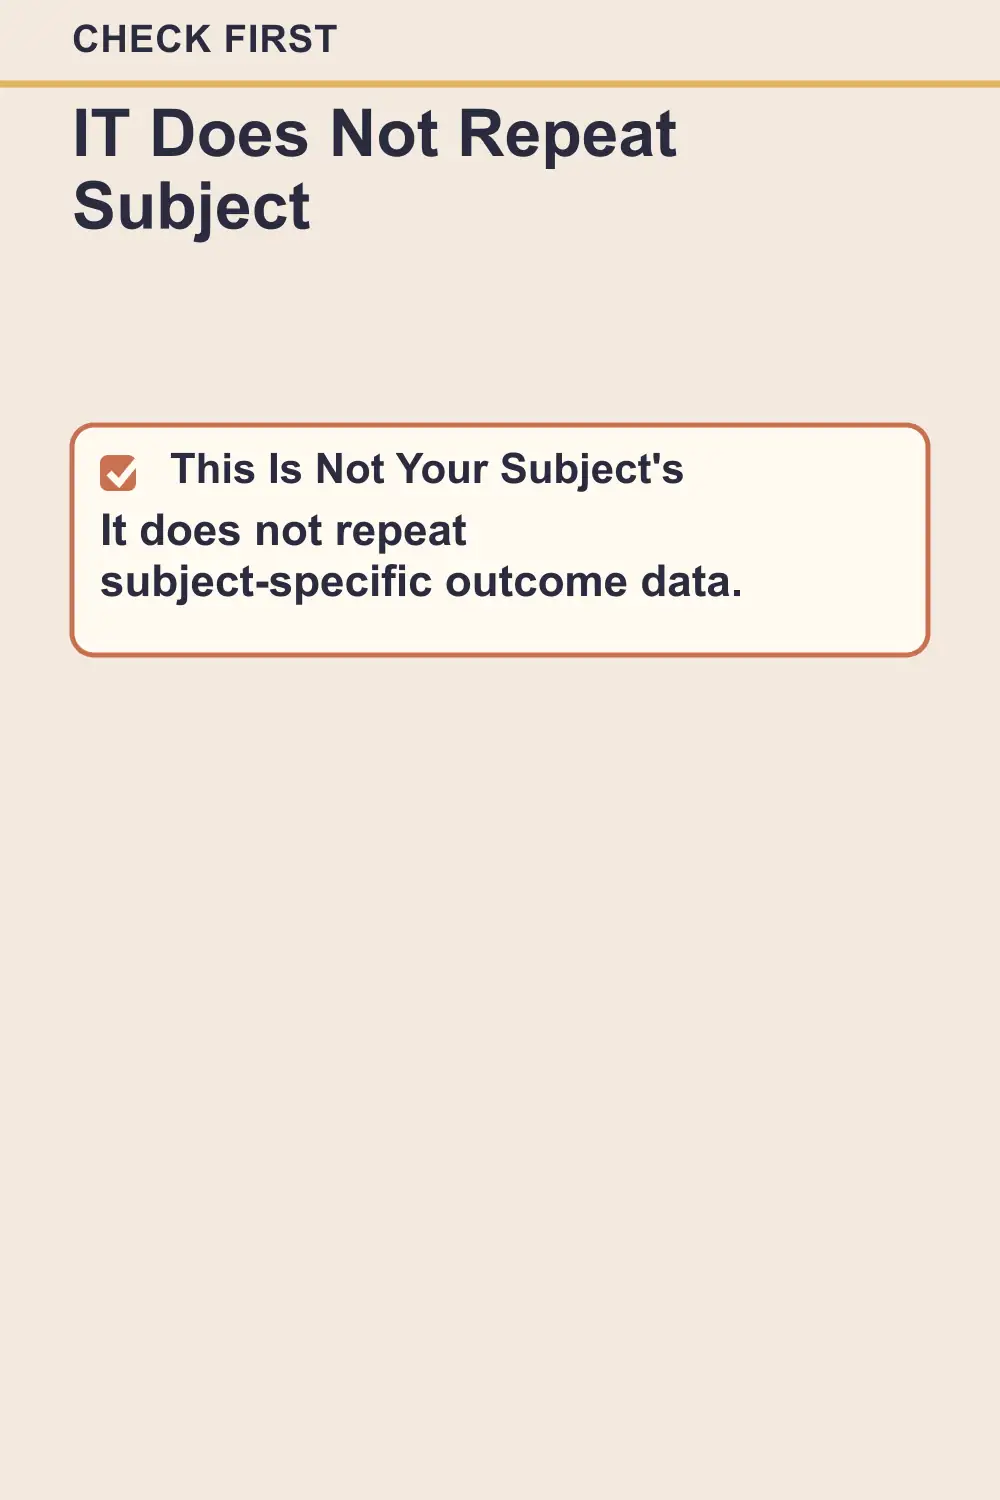 CHECK FIRST
IT Does Not Repeat
Subject
This Is Not Your Subject's
It does not repeat
subject-specific outcome data.